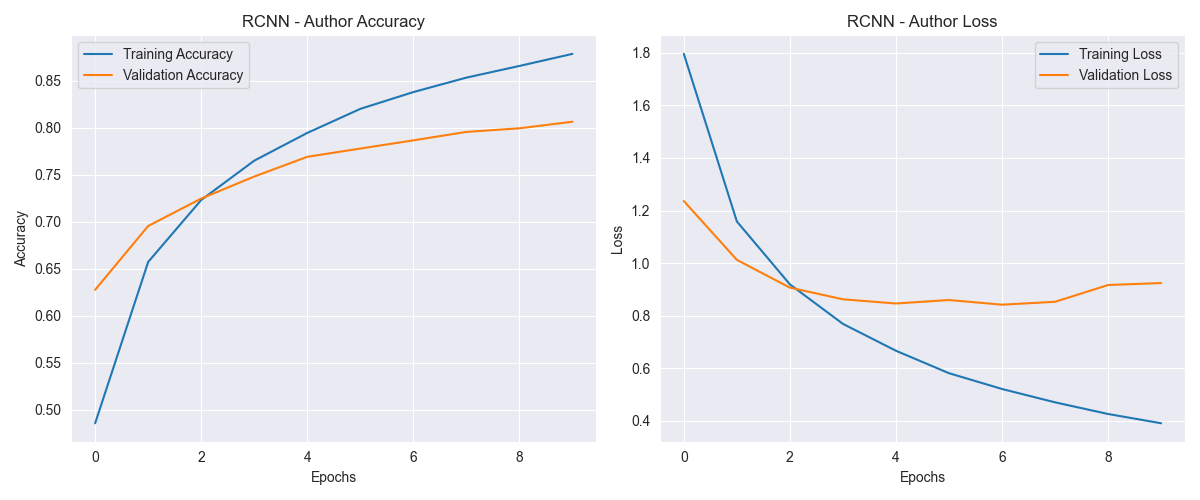 RCNN - Author Accuracy
Training Accuracy
Validation Accuracy
0.85
0.80
0.75
0.70
0.65
0.60
0.55
0.50
Accuracy
0 2 4 6 8
Epochs
RCNN - Author Loss
Training Loss
Validation Loss
1.8
1.6
1.4
1.2
1.0
0.8
0.6
0.4
Loss
0 2 4 6 8
Epochs